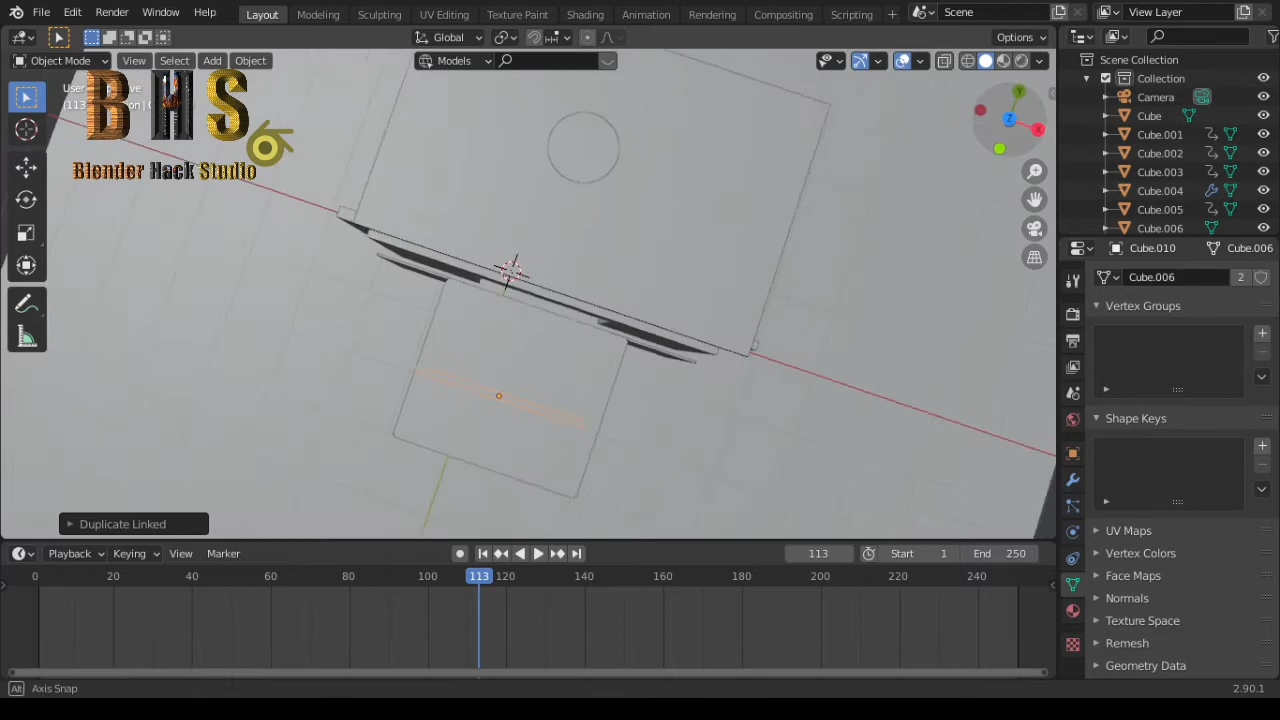 File Edit Render Window Help Layout Modeling Sculpting UV Editing Texture Paint Shading Animation Rendering Compositing Scripting + Scene View Layer
Global Options
Object Mode View Select Add Object Models
BHS
Blender Hack Studio
Y
Z
X
Scene Collection
Collection
Camera
Cube
Cube.001
Cube.002
Cube.003
Cube.004
Cube.005
Cube.006
Cube.010 Cube.006
Cube.006 2
Vertex Groups
Shape Keys
UV Maps
Vertex Colors
Face Maps
Normals
Texture Space
Remesh
Geometry Data
Duplicate Linked
Playback Keying View Marker 113 Start 1 End 250
0 20 40 60 80 100 113 120 140 160 180 200 220 240
Alt Axis Snap 2.90.1